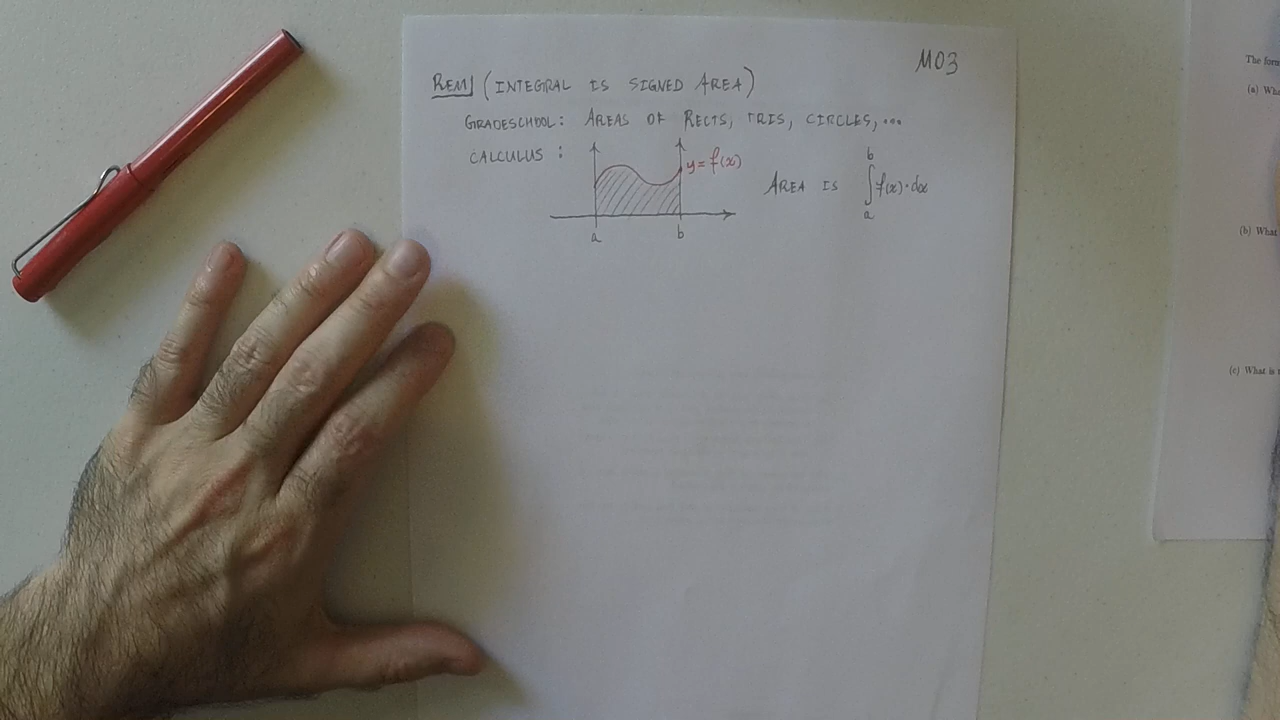 M03
REM (INTEGRAL IS SIGNED AREA)
GRADESCHOOL: AREAS OF RECTS, TRIS, CIRCLES, ...
CALCULUS:
y = f(x)
a
b
AREA IS ∫_a^b f(x)·dx
The form
(a) Wha
(b) What
(c) What is t